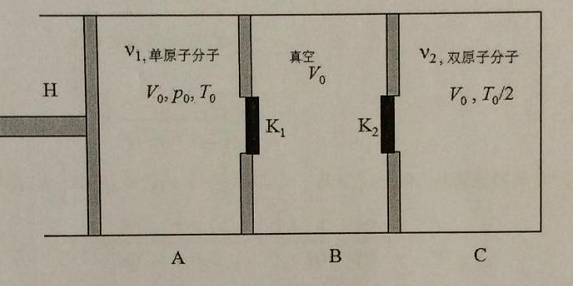 ν₁, 单原子分子
真空
ν₂, 双原子分子
H
V₀, p₀, T₀
V₀
V₀ , T₀/2
K₁
K₂
A
B
C